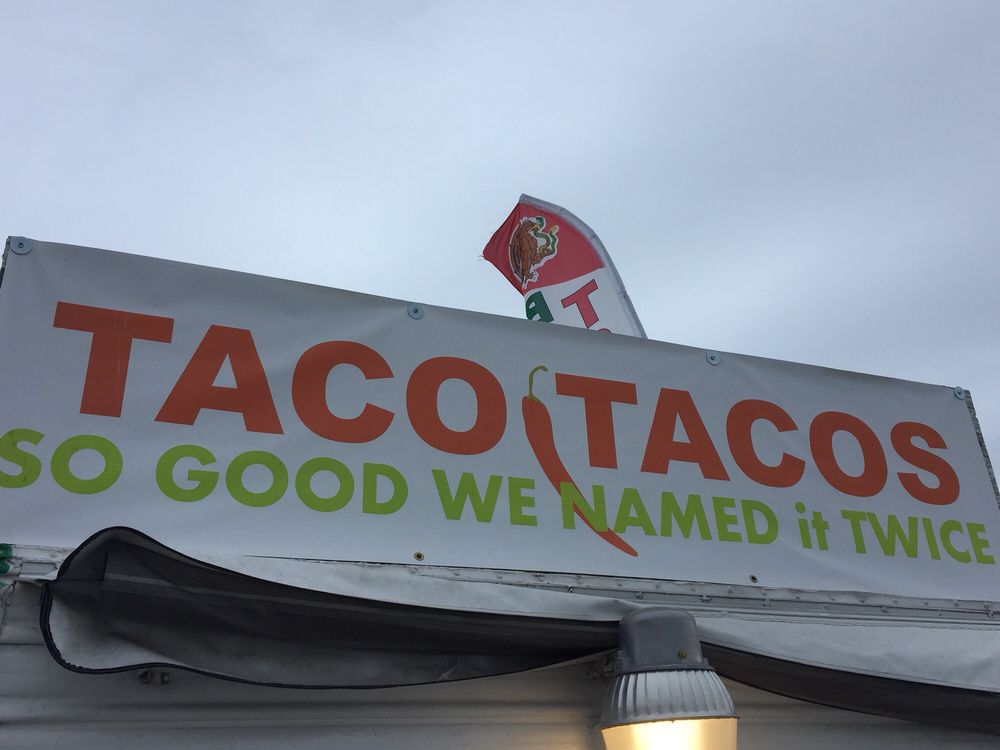 T
TACO TACOS
SO GOOD WE NAMED it TWICE